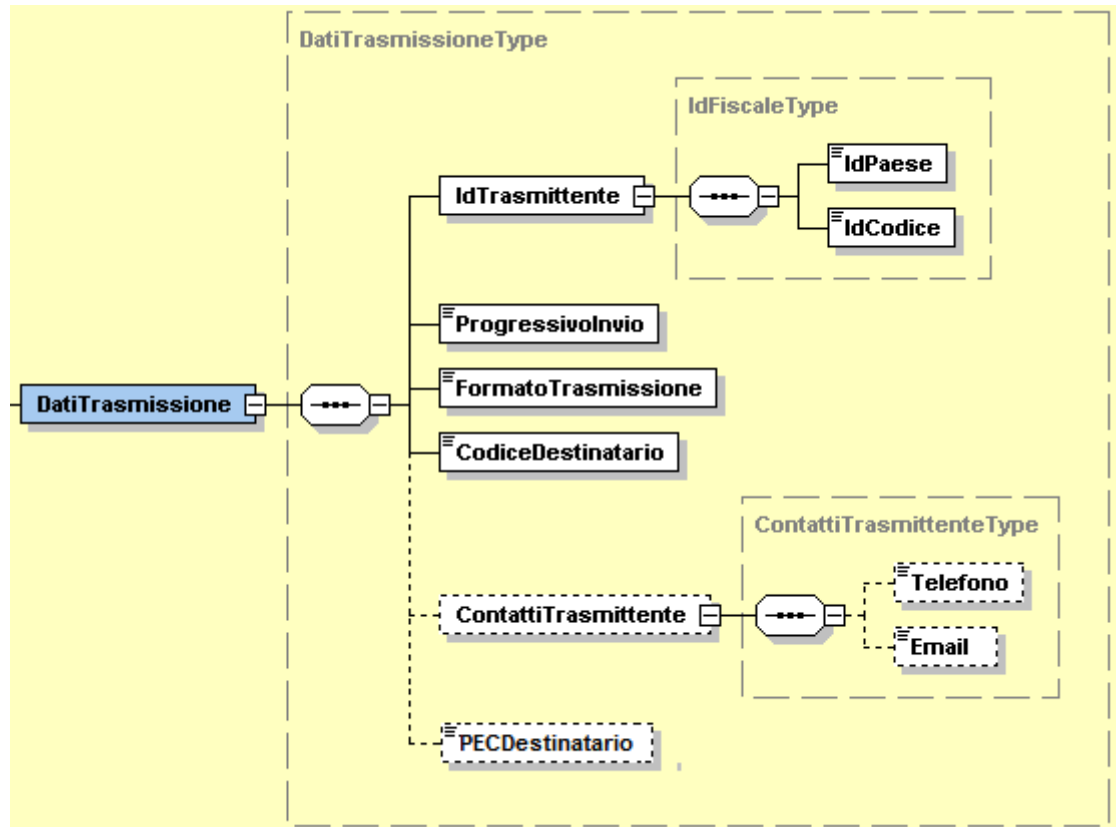 DatiTrasmissioneType
IdFiscaleType
IdPaese
IdTrasmittente
IdCodice
ProgressivoInvio
FormatoTrasmissione
DatiTrasmissione
CodiceDestinatario
ContattiTrasmittenteType
Telefono
ContattiTrasmittente
Email
PECDestinatario